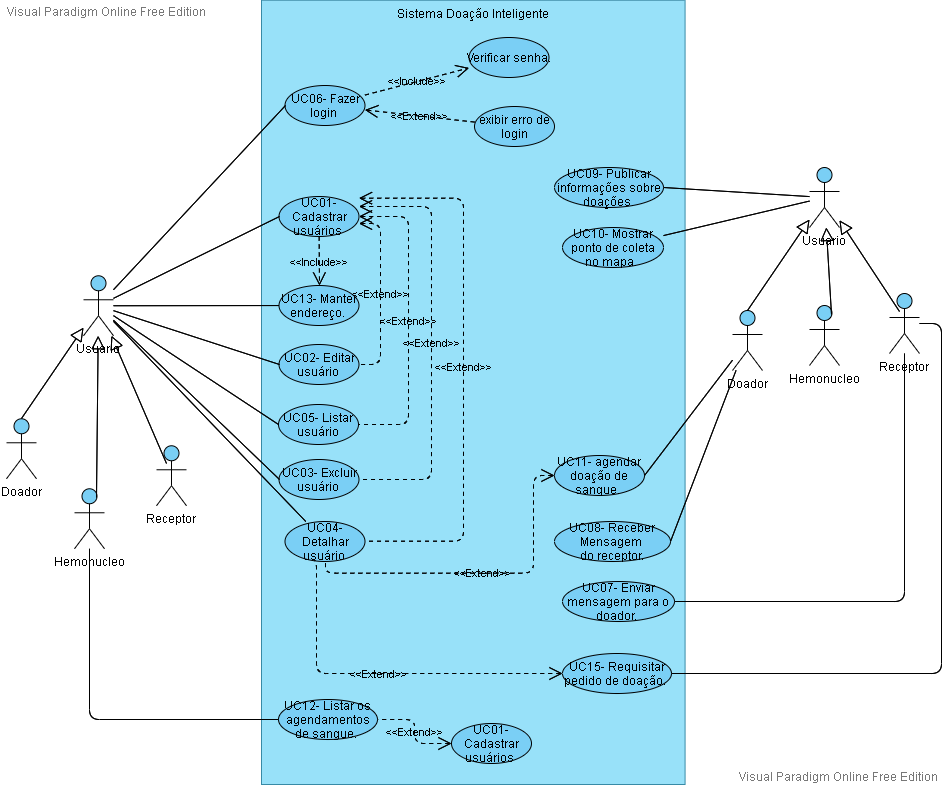 Visual Paradigm Online Free Edition
Sistema Doação Inteligente
Verificar senha.
<<Include>>
UC06- Fazer
login
<<Extend>>
exibir erro de
login
UC01-
Cadastrar
usuários
<<Include>>
UC13- Manter
endereço.
<<Extend>>
<<Extend>>
<<Extend>>
<<Extend>>
UC02- Editar
usuário
UC05- Listar
usuário
UC03- Excluir
usuário
UC04-
Detalhar
usuário
<<Extend>>
<<Extend>>
UC12- Listar os
agendamentos
de sangue.
<<Extend>>
UC01-
Cadastrar
usuários
Usuario
Doador
Receptor
Hemonucleo
UC09- Publicar
informações sobre
doações
UC10- Mostrar
ponto de coleta
no mapa
UC11- agendar
doação de
sangue
UC08- Receber
Mensagem
do receptor.
UC07- Enviar
mensagem para o
doador.
UC15- Requisitar
pedido de doação.
Usuario
Doador
Hemonucleo
Receptor
Visual Paradigm Online Free Edition